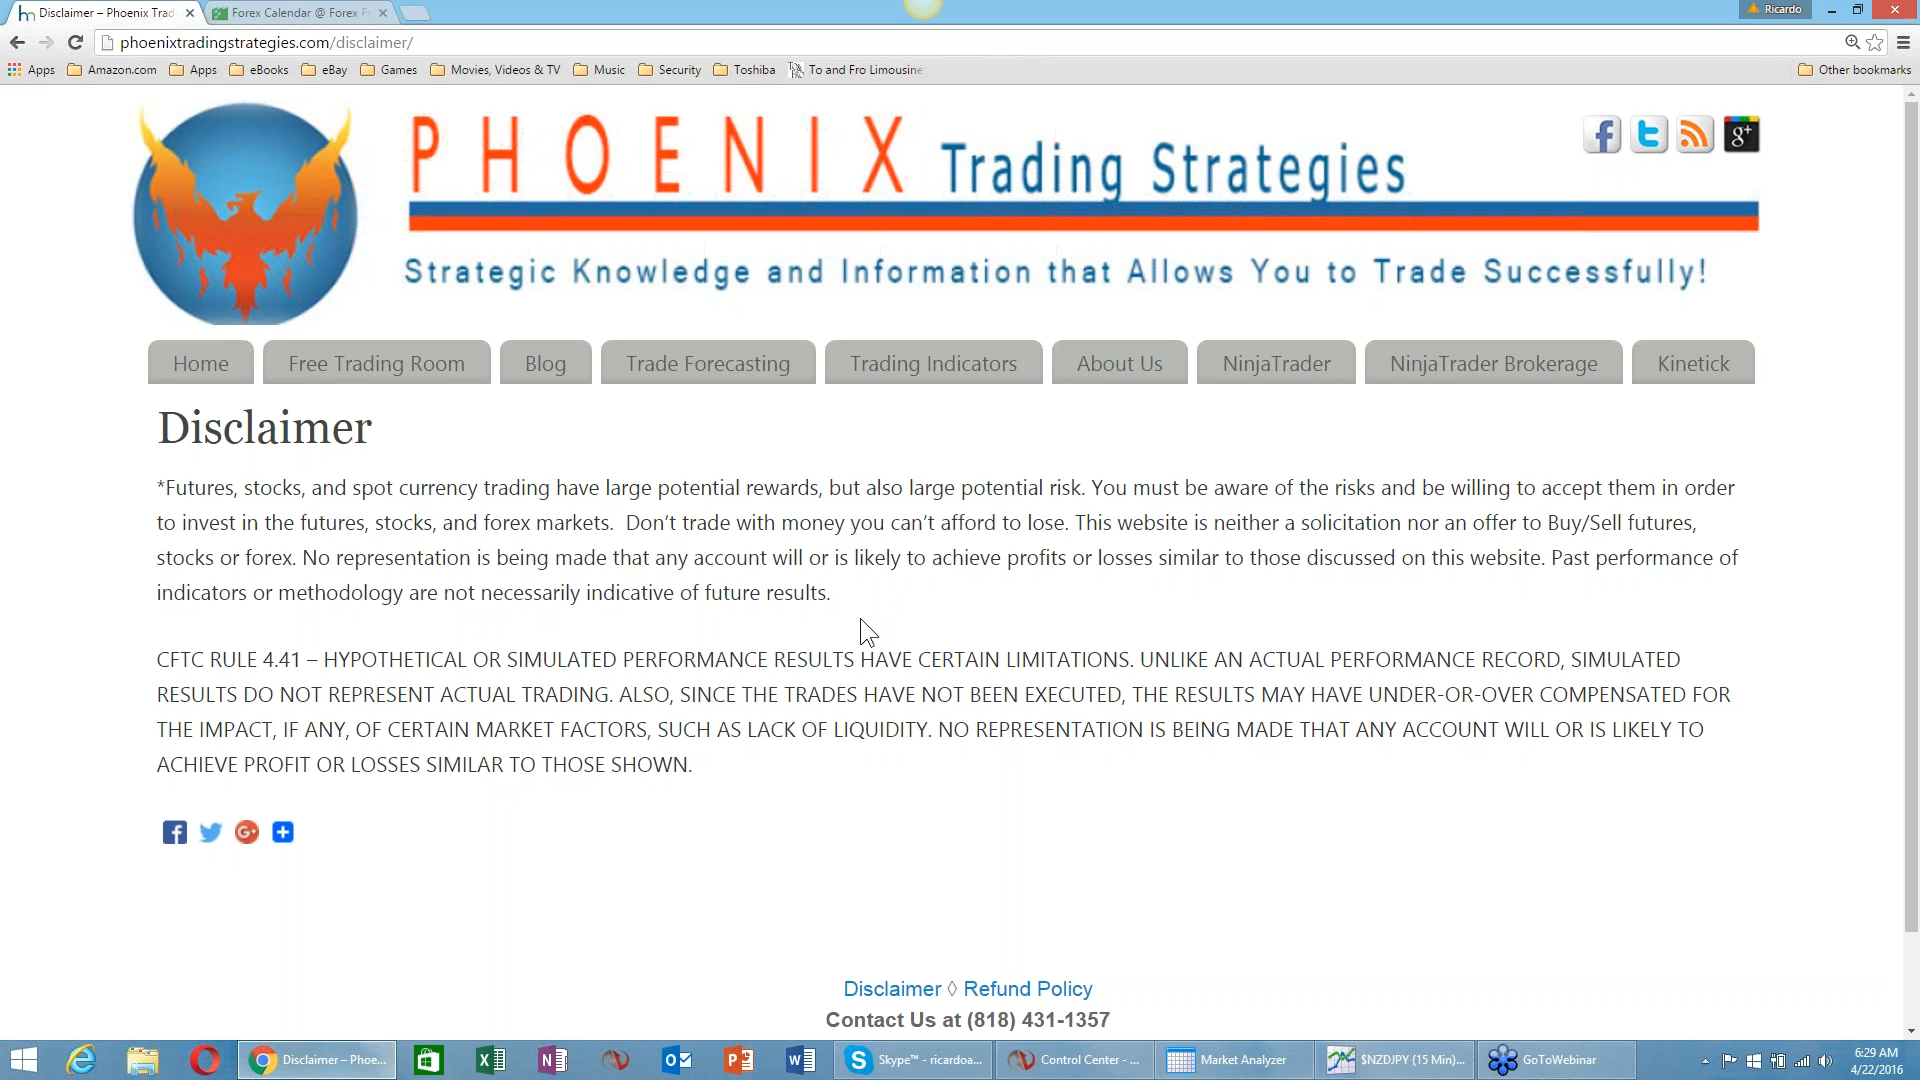 Disclaimer – Phoenix Trad
Forex Calendar @ Forex F
Ricardo
phoenixtradingstrategies.com/disclaimer/
Apps
Amazon.com
Apps
eBooks
eBay
Games
Movies, Videos & TV
Music
Security
Toshiba
To and Fro Limousine
Other bookmarks
PHOENIX Trading Strategies
Strategic Knowledge and Information that Allows You to Trade Successfully!
Home
Free Trading Room
Blog
Trade Forecasting
Trading Indicators
About Us
NinjaTrader
NinjaTrader Brokerage
Kinetick
Disclaimer
*Futures, stocks, and spot currency trading have large potential rewards, but also large potential risk. You must be aware of the risks and be willing to accept them in order
to invest in the futures, stocks, and forex markets.  Don’t trade with money you can’t afford to lose. This website is neither a solicitation nor an offer to Buy/Sell futures,
stocks or forex. No representation is being made that any account will or is likely to achieve profits or losses similar to those discussed on this website. Past performance of
indicators or methodology are not necessarily indicative of future results.
CFTC RULE 4.41 – HYPOTHETICAL OR SIMULATED PERFORMANCE RESULTS HAVE CERTAIN LIMITATIONS. UNLIKE AN ACTUAL PERFORMANCE RECORD, SIMULATED
RESULTS DO NOT REPRESENT ACTUAL TRADING. ALSO, SINCE THE TRADES HAVE NOT BEEN EXECUTED, THE RESULTS MAY HAVE UNDER-OR-OVER COMPENSATED FOR
THE IMPACT, IF ANY, OF CERTAIN MARKET FACTORS, SUCH AS LACK OF LIQUIDITY. NO REPRESENTATION IS BEING MADE THAT ANY ACCOUNT WILL OR IS LIKELY TO
ACHIEVE PROFIT OR LOSSES SIMILAR TO THOSE SHOWN.
Disclaimer ◊ Refund Policy
Contact Us at (818) 431-1357
Disclaimer – Phoe...
Skype™ - ricardoa...
Control Center - ...
Market Analyzer
$NZDJPY (15 Min)...
GoToWebinar
6:29 AM
4/22/2016